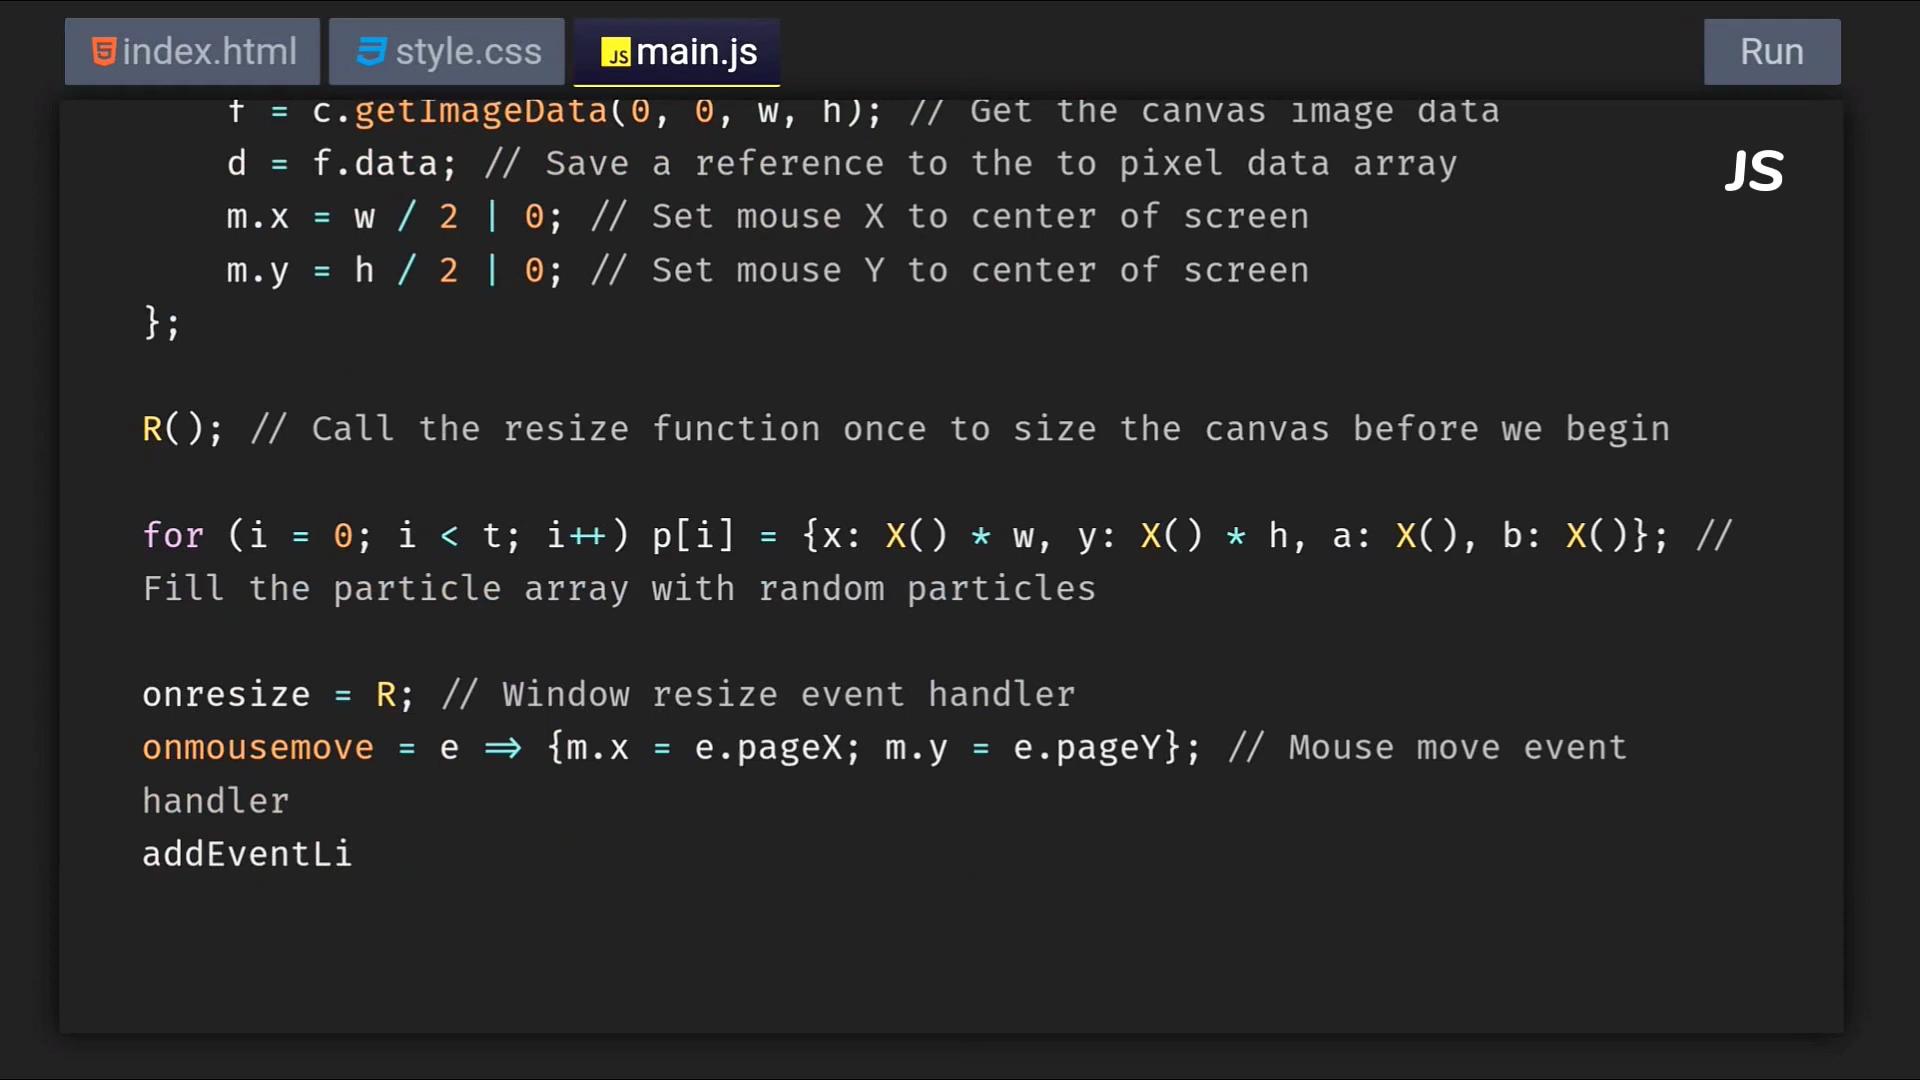 index.html style.css JS main.js Run
f = c.getImageData(0, 0, w, h); // Get the canvas image data
d = f.data; // Save a reference to the to pixel data array
JS
m.x = w / 2 | 0; // Set mouse X to center of screen
m.y = h / 2 | 0; // Set mouse Y to center of screen
};
R(); // Call the resize function once to size the canvas before we begin
for (i = 0; i < t; i++) p[i] = {x: X() * w, y: X() * h, a: X(), b: X()}; //
Fill the particle array with random particles
onresize = R; // Window resize event handler
onmousemove = e => {m.x = e.pageX; m.y = e.pageY}; // Mouse move event
handler
addEventLi